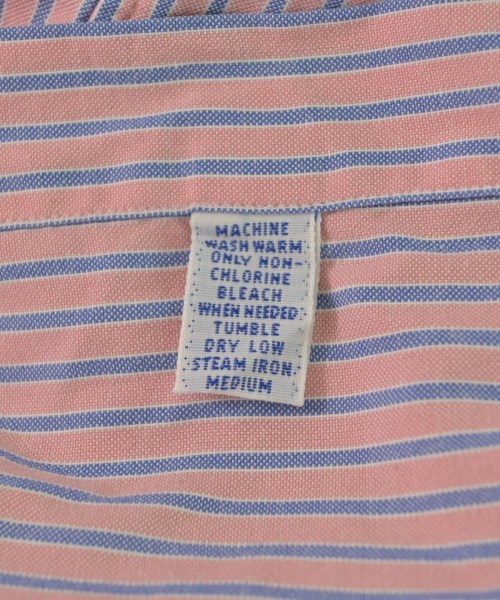 MACHINE
WASH WARM
ONLY NON-
CHLORINE
BLEACH
WHEN NEEDED
TUMBLE
DRY LOW
STEAM IRON
MEDIUM